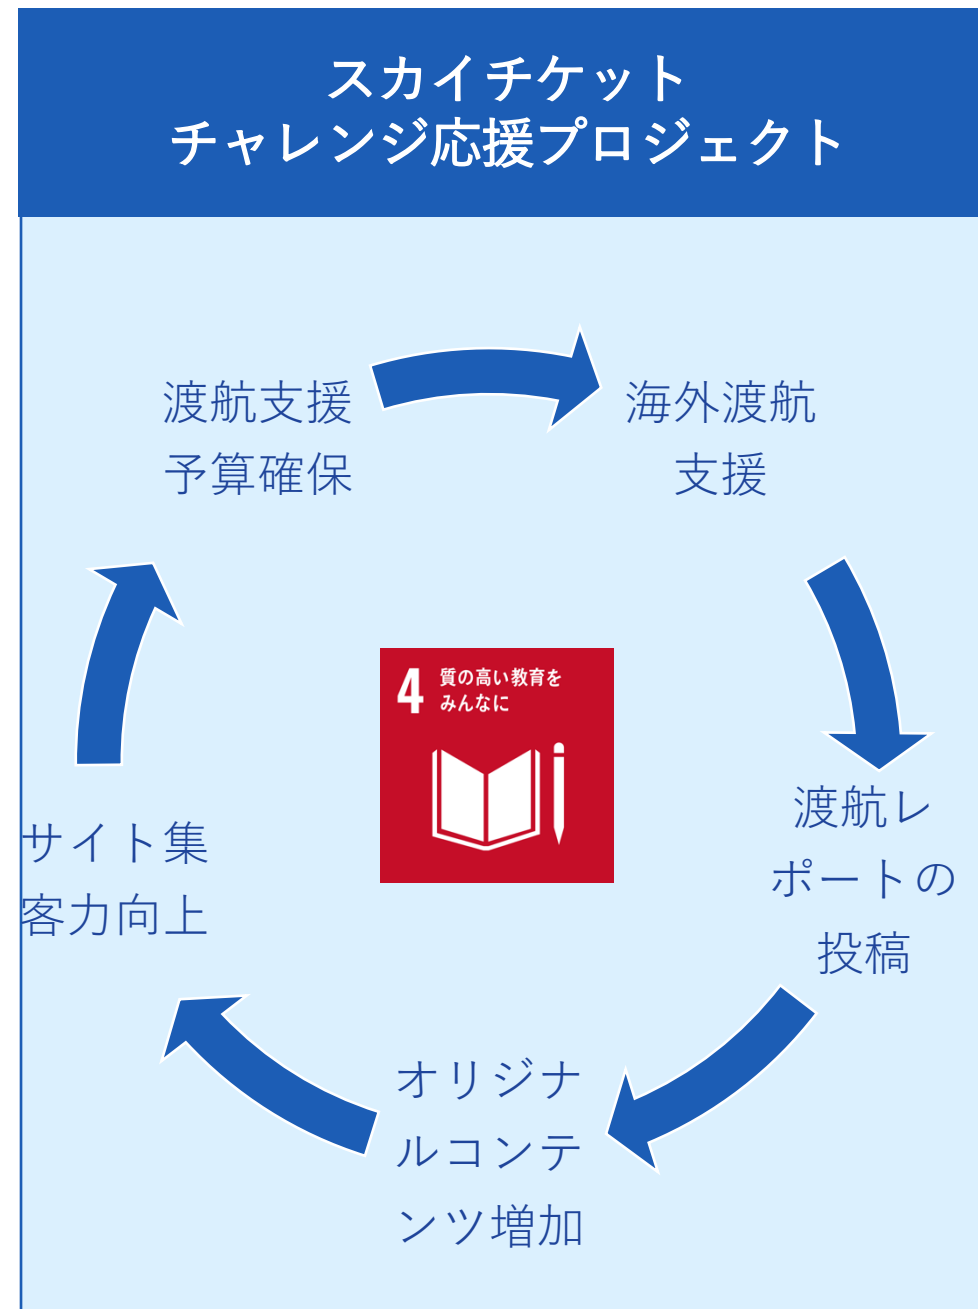 スカイチケット
チャレンジ応援プロジェクト
渡航支援
予算確保
海外渡航
支援
渡航レ
ポートの
投稿
オリジナ
ルコンテ
ンツ増加
サイト集
客力向上
4 質の高い教育を
みんなに